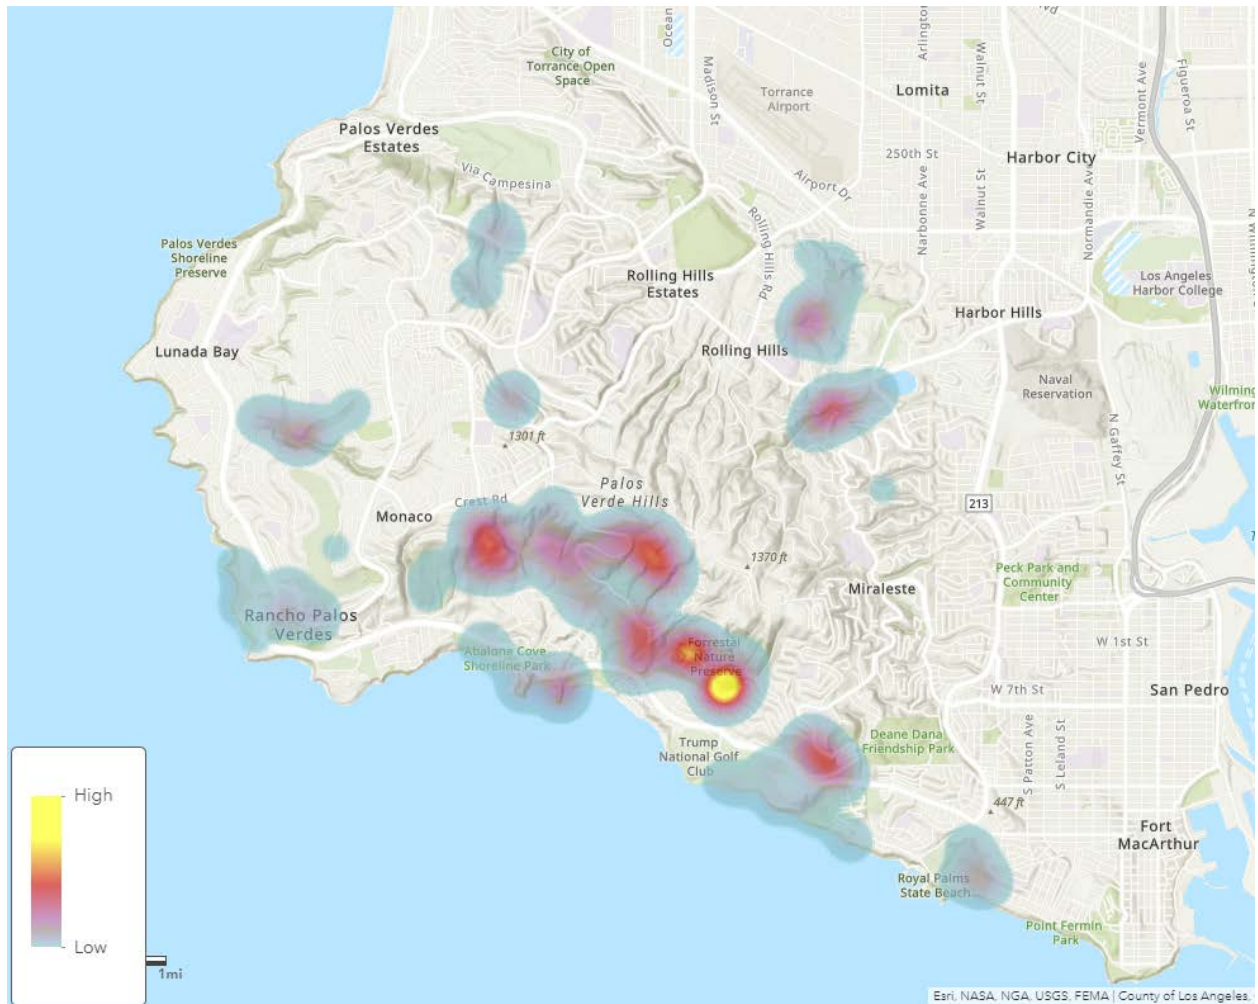 Ocean
Blvd
Arlington
Walnut St
City of
Torrance Open
Space
Madison St
Torrance
Airport
Lomita
Vermont Ave
Figueroa St
Palos Verdes
Estates
250th St
Harbor City
Via Campesina
Airport Dr
Narbonne Ave
Walnut St
Normandie Ave
Palos Verdes
Shoreline
Preserve
Rolling Hills Rd
Rolling Hills
Estates
Los Angeles
Harbor College
Harbor Hills
Lunada Bay
Rolling Hills
Naval
Reservation
Wilming
Waterfron
N Gaffey St
1301 ft
Palos
Verde Hills
Crest Rd
213
Monaco
1370 ft
Peck Park and
Community
Center
Miraleste
Rancho Palos
Verdes
Abalone Cove
Shoreline Park
Forrestal
Nature
Preserve
W 1st St
W 7th St
San Pedro
Trump
National Golf
Club
Deane Dana
Friendship Park
S Patton Ave
S Leland St
447 ft
High
Low
1mi
Fort
MacArthur
Royal Palms
State Beach
Point Fermin
Park
Esri, NASA, NGA, USGS, FEMA | County of Los Angeles,